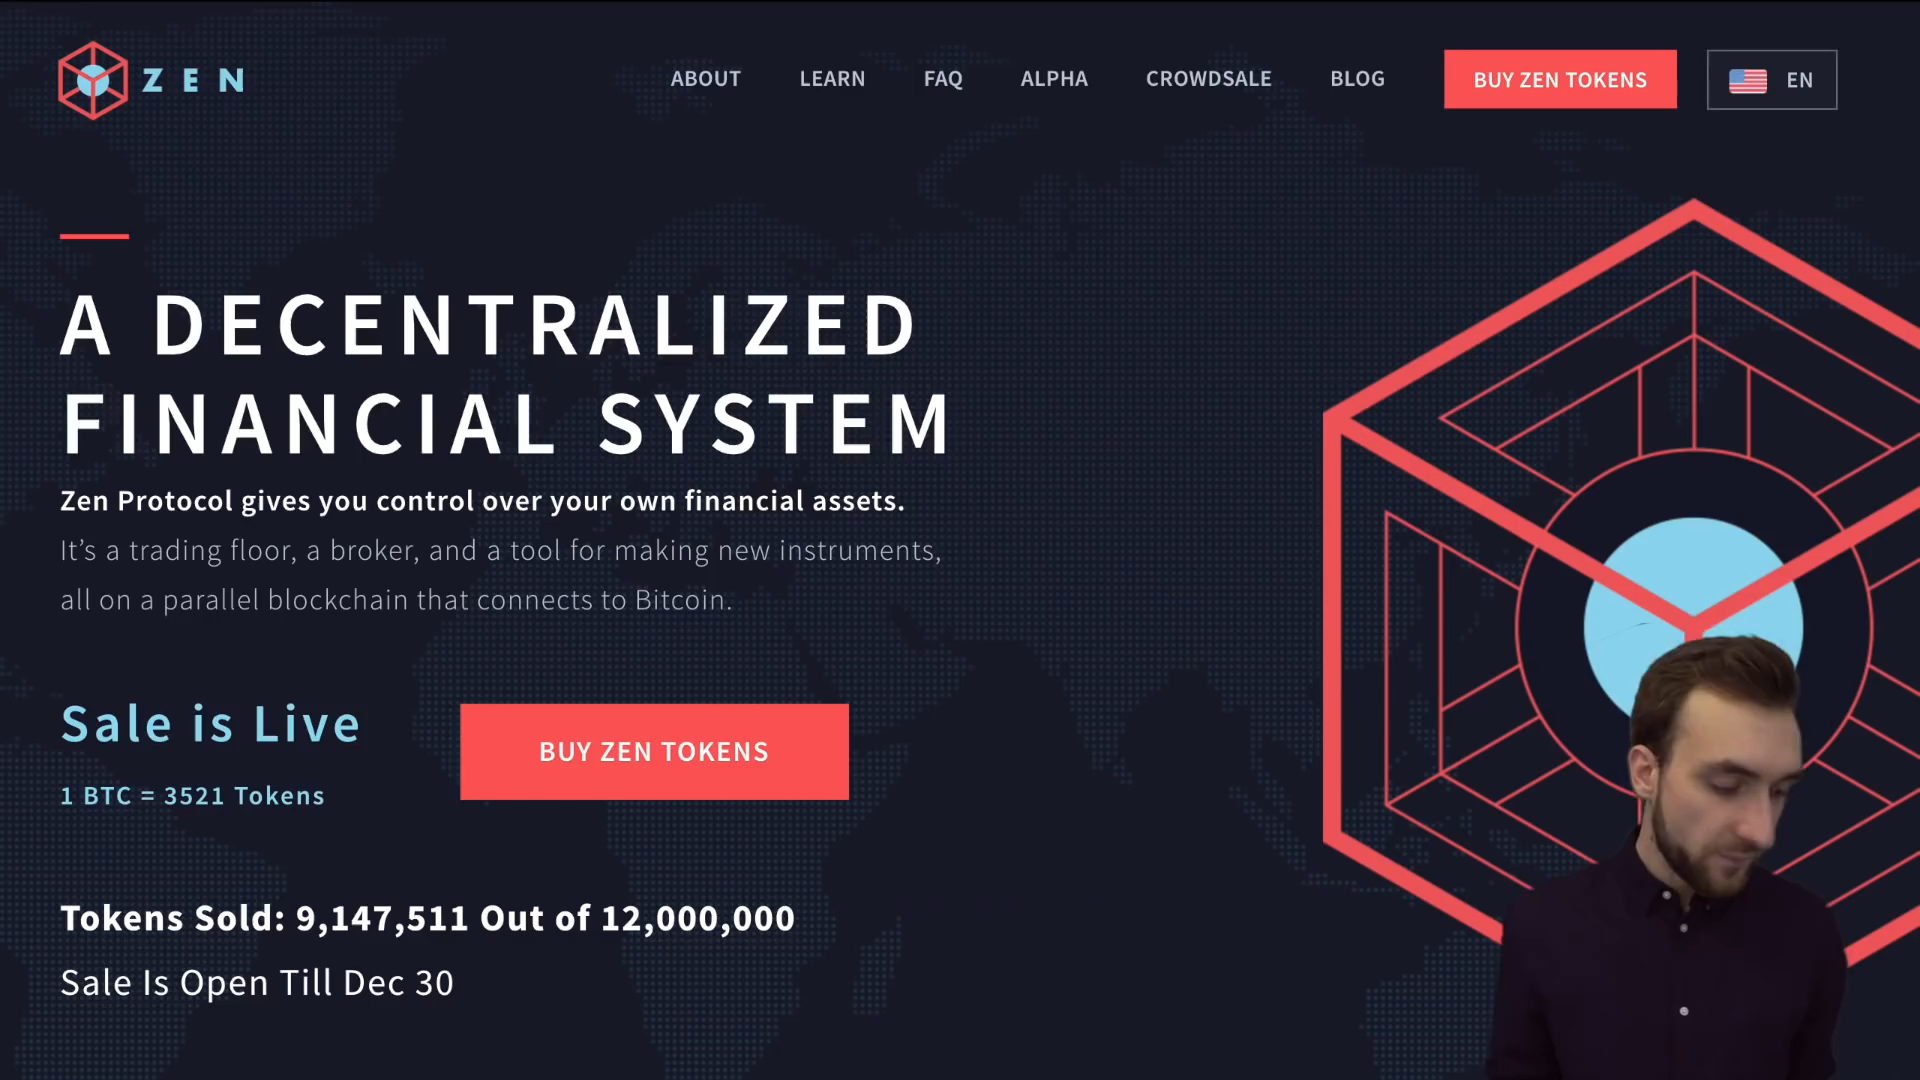 ZEN
ABOUT
LEARN
FAQ
ALPHA
CROWDSALE
BLOG
BUY ZEN TOKENS
EN
A DECENTRALIZED
FINANCIAL SYSTEM
Zen Protocol gives you control over your own financial assets.
It’s a trading floor, a broker, and a tool for making new instruments,
all on a parallel blockchain that connects to Bitcoin.
Sale is Live
1 BTC = 3521 Tokens
BUY ZEN TOKENS
Tokens Sold: 9,147,511 Out of 12,000,000
Sale Is Open Till Dec 30